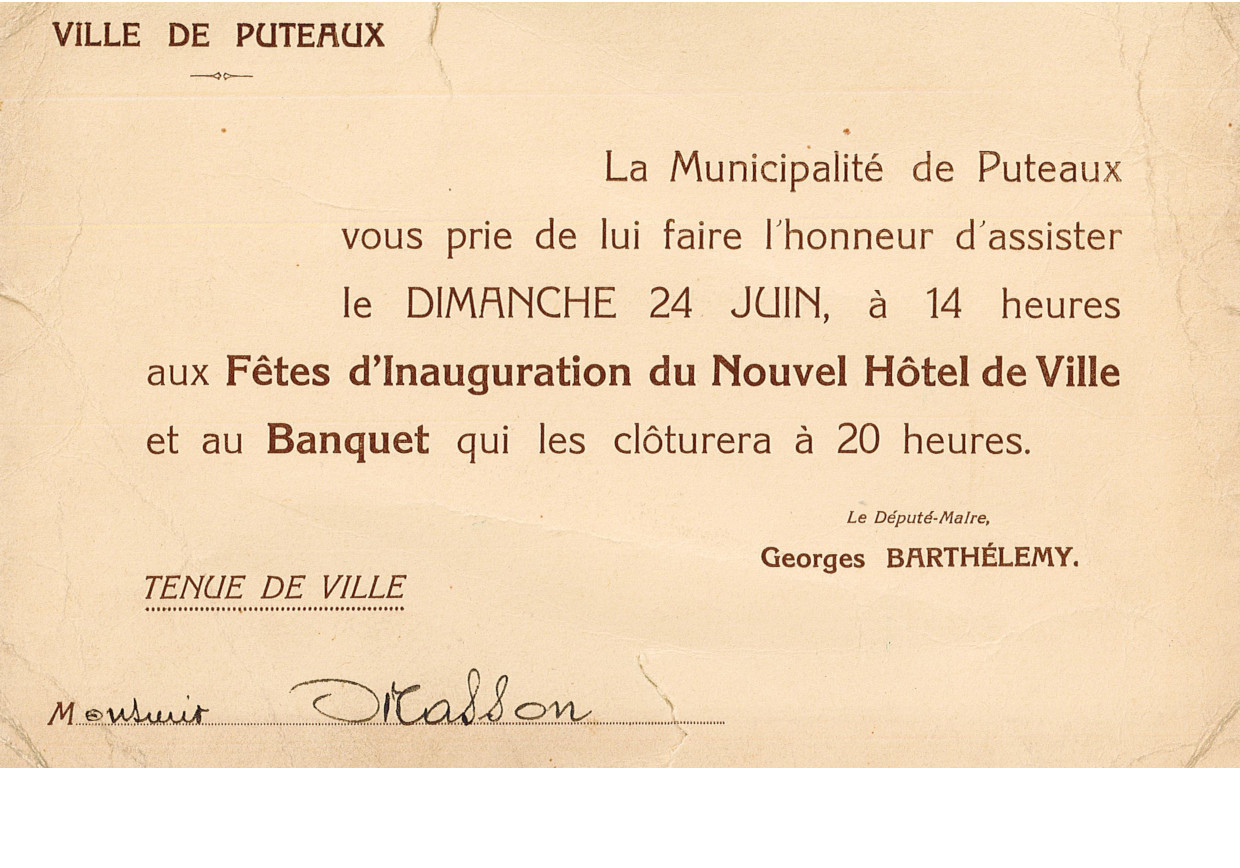 VILLE DE PUTEAUX
La Municipalité de Puteaux
vous prie de lui faire l'honneur d'assister
le DIMANCHE 24 JUIN, à 14 heures
aux Fêtes d'Inauguration du Nouvel Hôtel de Ville
et au Banquet qui les clôturera à 20 heures.
Le Député-Maire,
Georges BARTHÉLEMY.
TENUE DE VILLE
Monsieur Masson